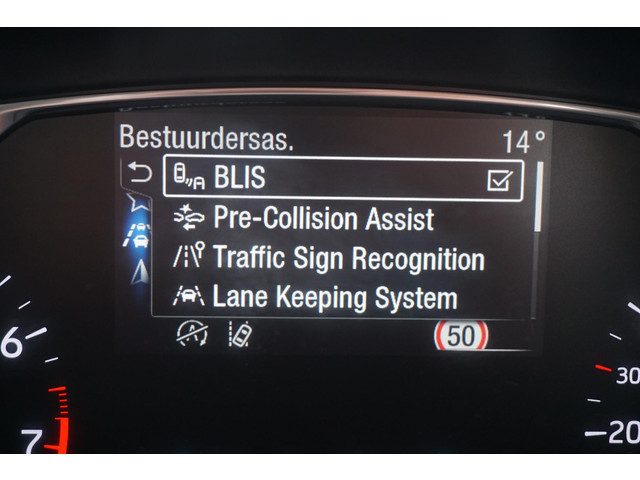 Bestuurdersas. 14°
BLIS
Pre-Collision Assist
Traffic Sign Recognition
Lane Keeping System
50
6
7
30
20